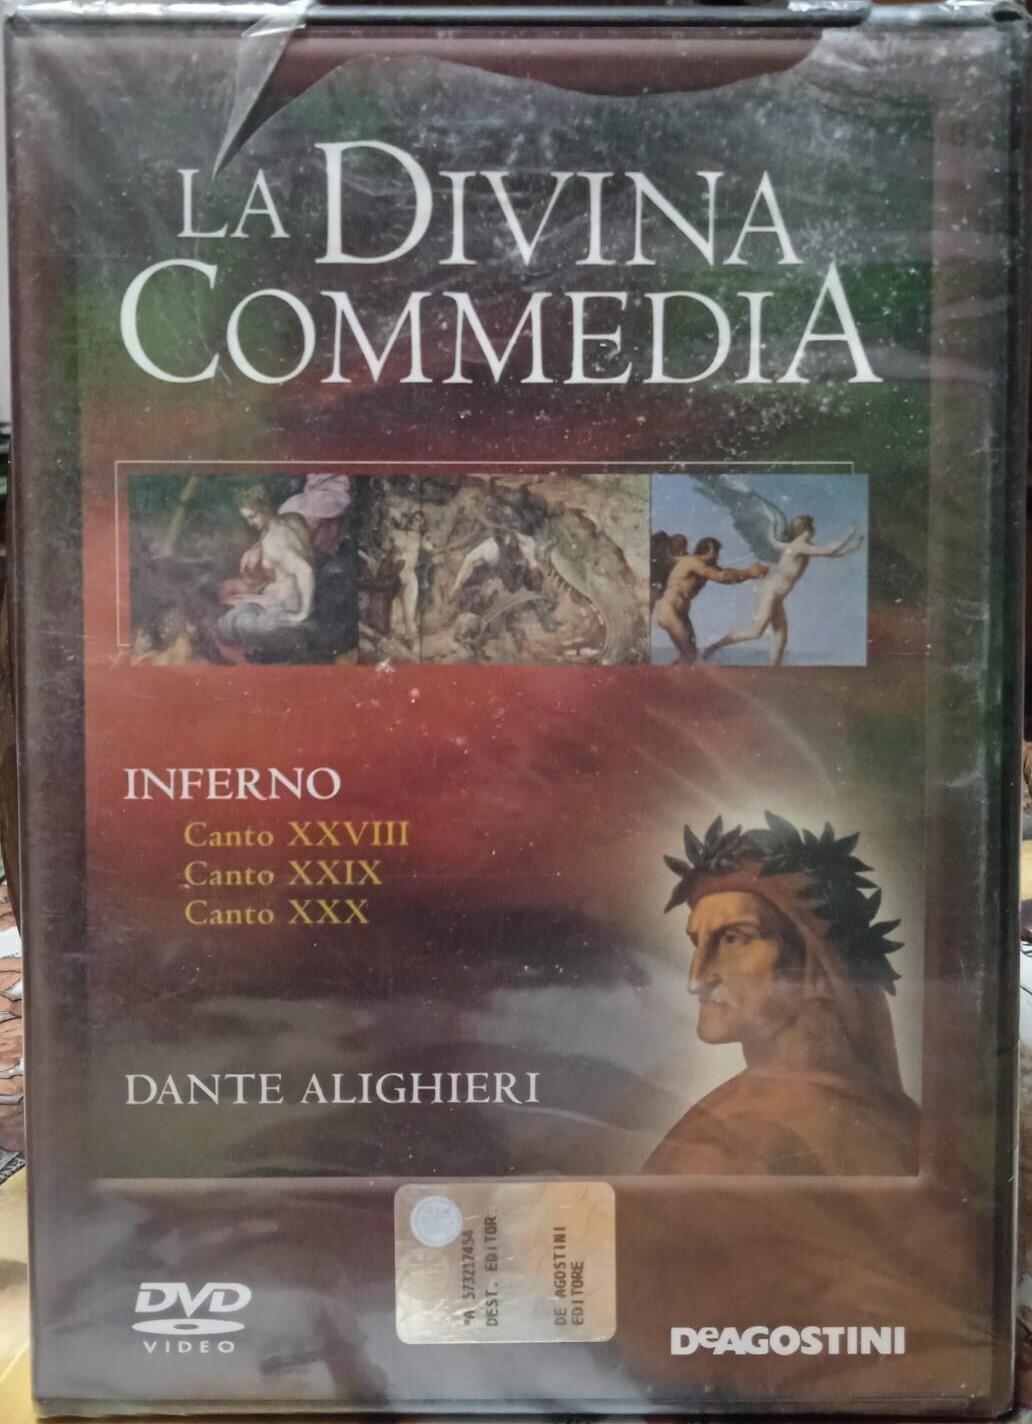 LA DIVINA
COMMEDIA
INFERNO
Canto XXVIII
Canto XXIX
Canto XXX
DANTE ALIGHIERI
*A 573217454
DEST. EDITOR
DE AGOSTINI
EDITORE
DVD
VIDEO
DeAGOSTINI